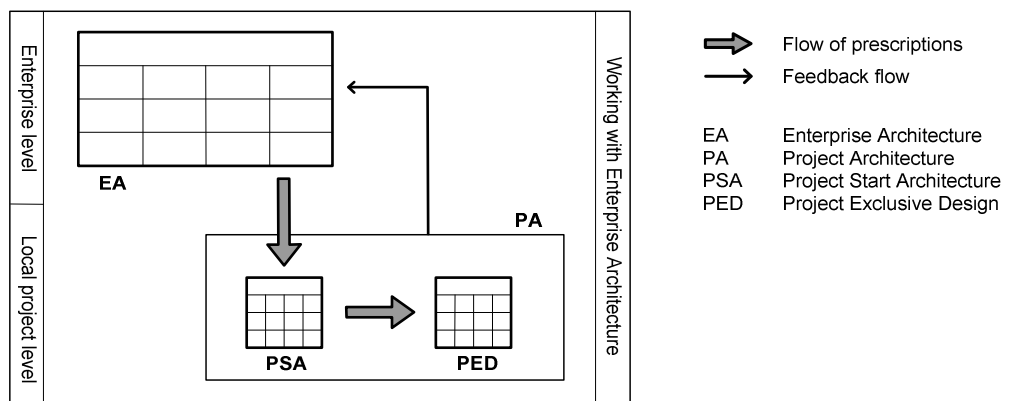 Enterprise level
Local project level
EA
PA
PSA
PED
Working with Enterprise Architecture
Flow of prescriptions
Feedback flow
EA Enterprise Architecture
PA Project Architecture
PSA Project Start Architecture
PED Project Exclusive Design